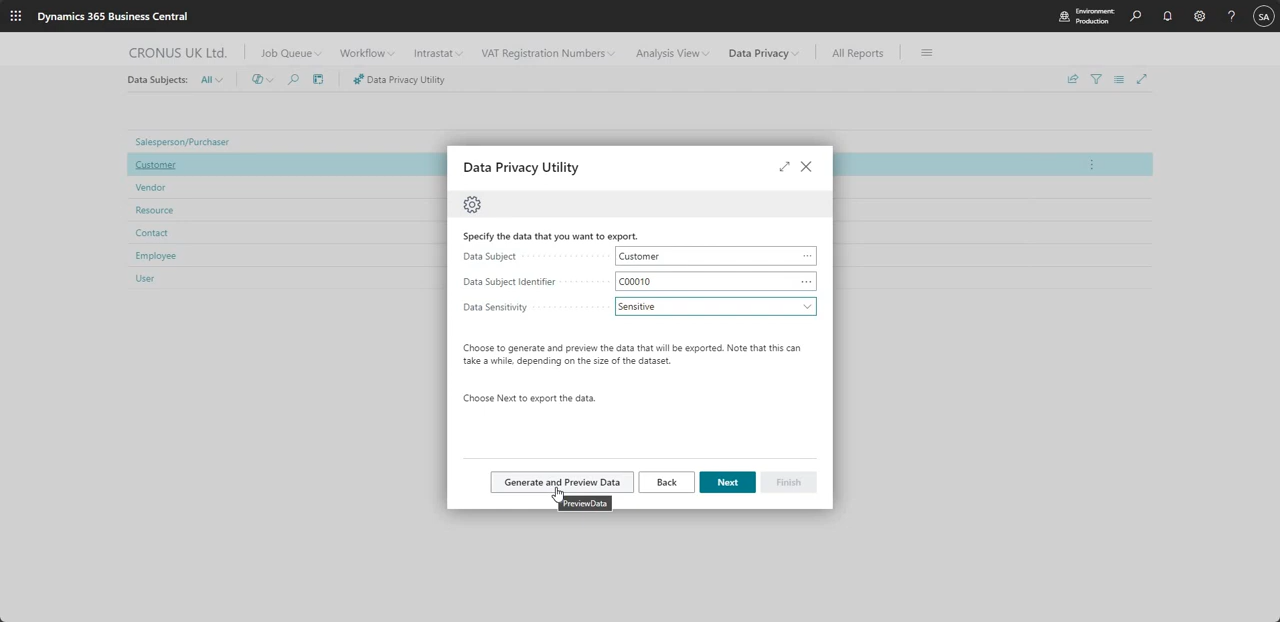 Dynamics 365 Business Central
Environment:
Production
SA
CRONUS UK Ltd.
Job Queue
Workflow
Intrastat
VAT Registration Numbers
Analysis View
Data Privacy
All Reports
Data Subjects: All
Data Privacy Utility
Salesperson/Purchaser
Customer
Vendor
Resource
Contact
Employee
User
Data Privacy Utility
Specify the data that you want to export.
Data Subject
Customer
Data Subject Identifier
C00010
Data Sensitivity
Sensitive
Choose to generate and preview the data that will be exported. Note that this can
take a while, depending on the size of the dataset.
Choose Next to export the data.
Generate and Preview Data
Back
Next
Finish
PreviewData